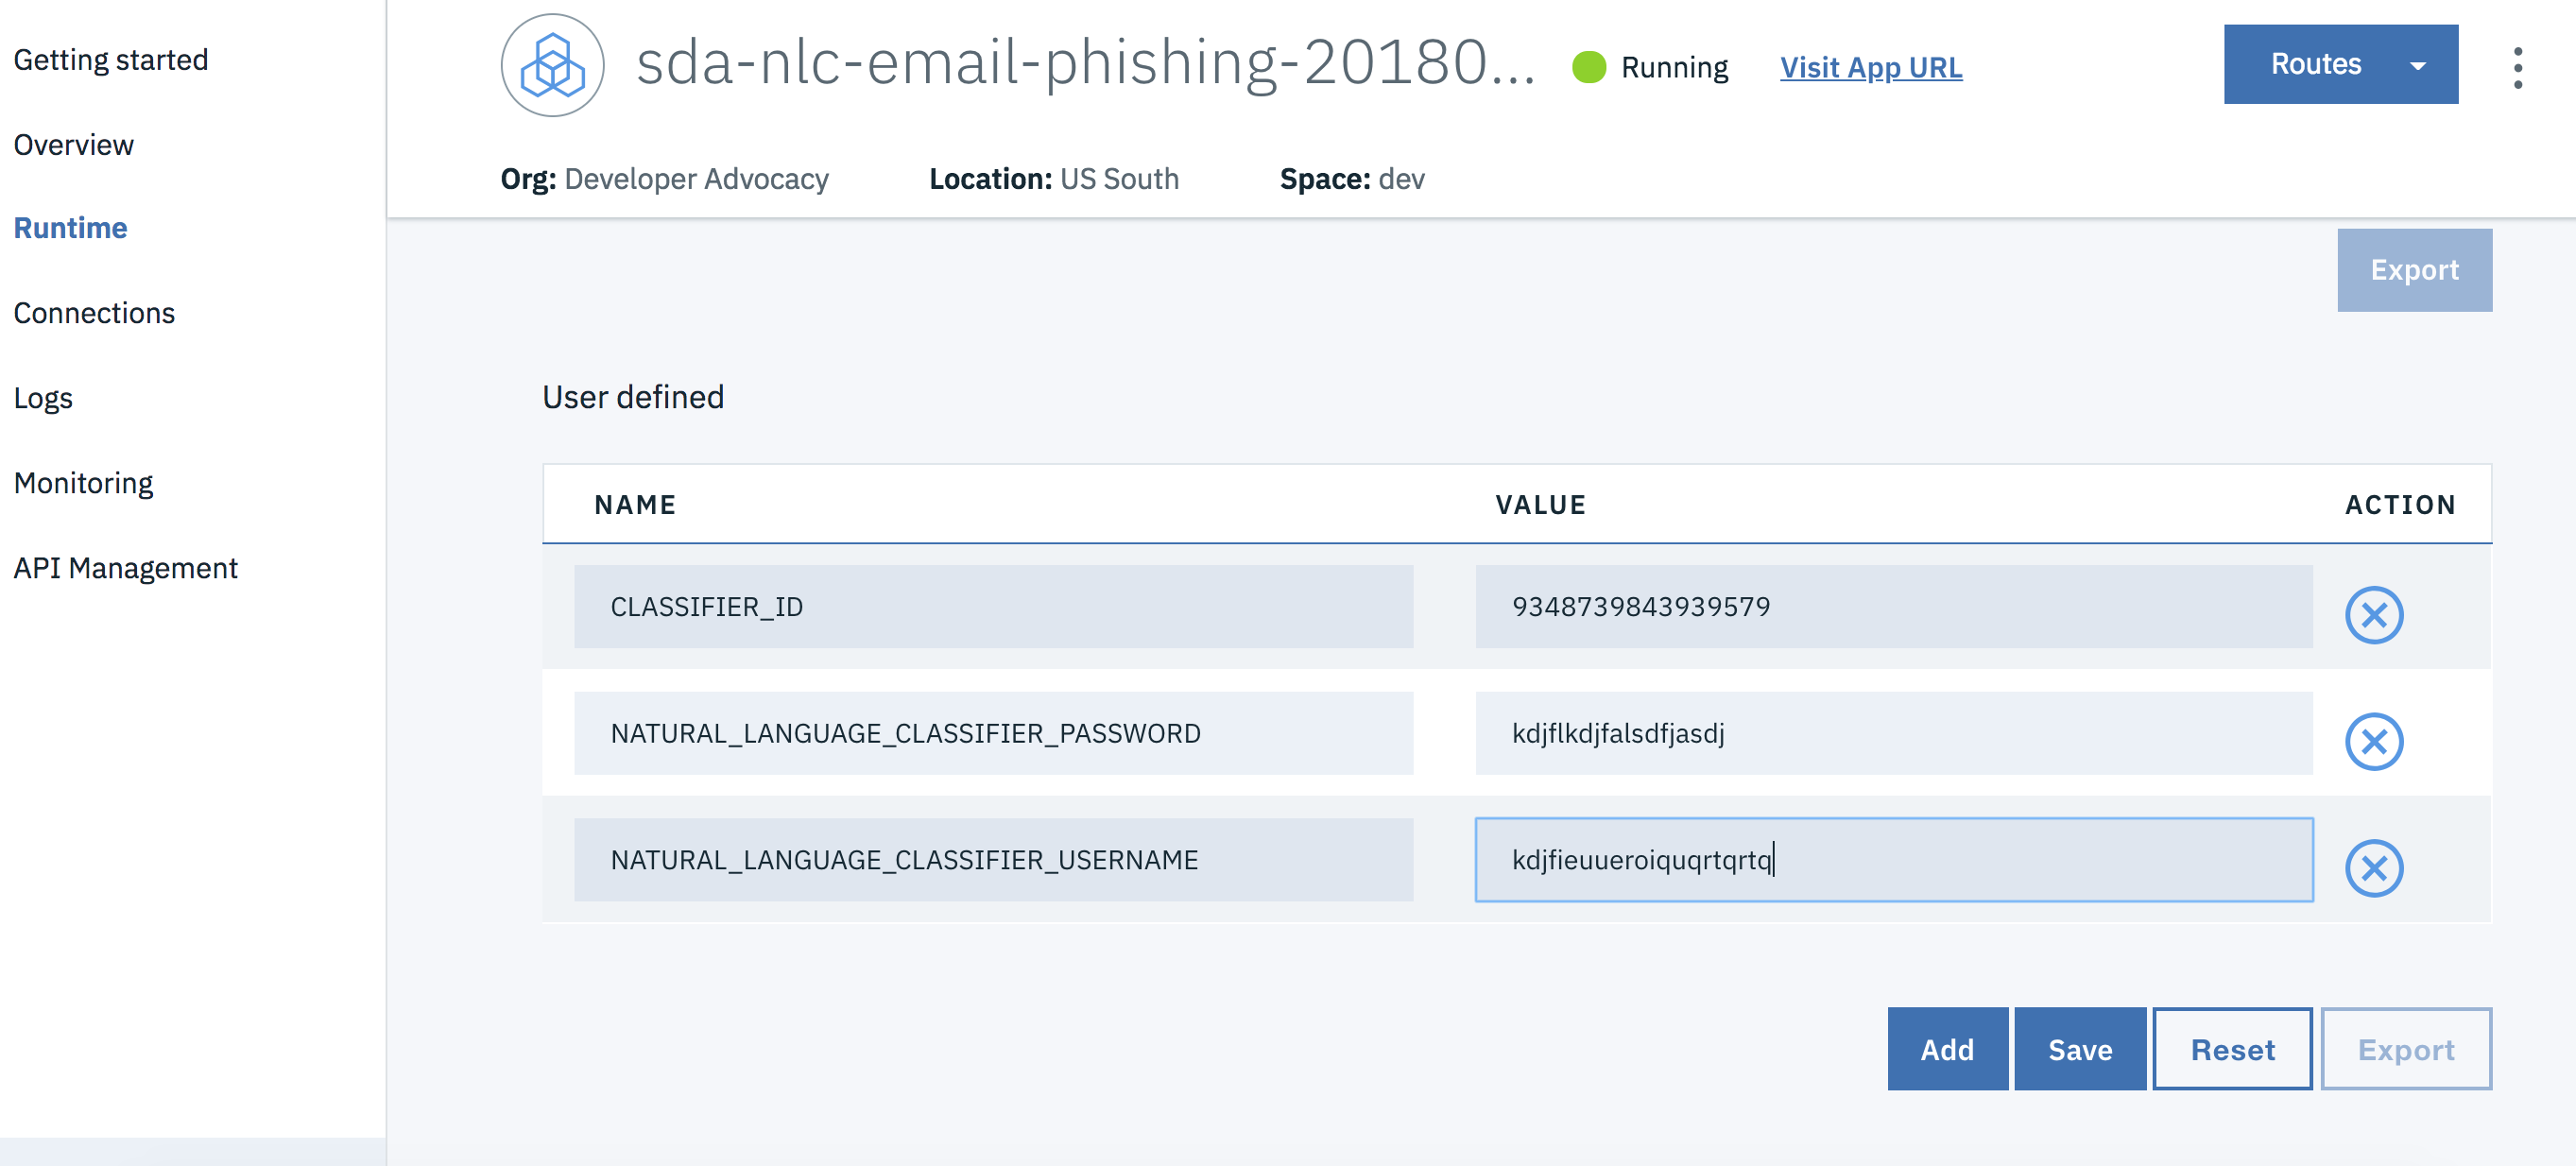 Getting started
Overview
Runtime
Connections
Logs
Monitoring
API Management
sda-nlc-email-phishing-20180... Running Visit App URL Routes
Org: Developer Advocacy Location: US South Space: dev
Export
User defined
NAME VALUE ACTION
CLASSIFIER_ID 9348739843939579
NATURAL_LANGUAGE_CLASSIFIER_PASSWORD kdjflkdjfalsdfjasdj
NATURAL_LANGUAGE_CLASSIFIER_USERNAME kdjfieuueroiquqrtqrtq
Add Save Reset Export